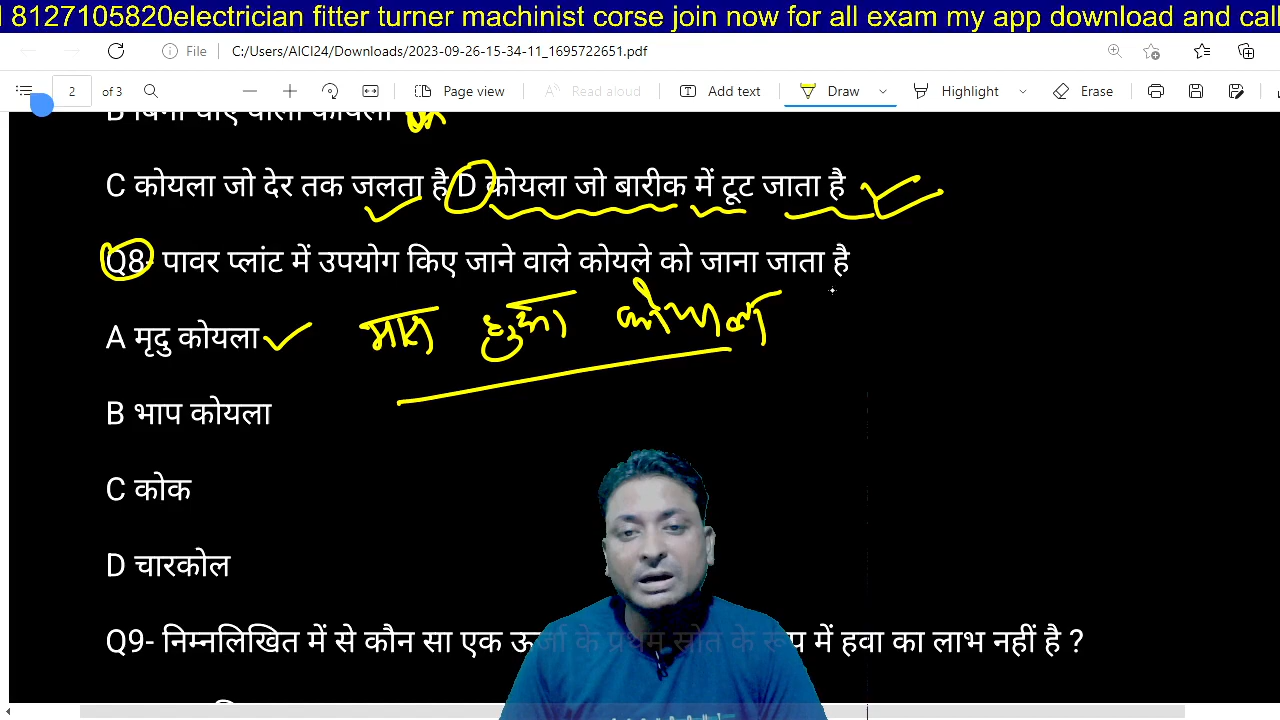 8127105820electrician fitter turner machinist corse join now for all exam my app download and call
File C:/Users/AICI24/Downloads/2023-09-26-15-34-11_1695722651.pdf
2 of 3 Page view Read aloud Add text Draw Highlight Erase
C कोयला जो देर तक जलता है D कोयला जो बारीक में टूट जाता है
Q8- पावर प्लांट में उपयोग किए जाने वाले कोयले को जाना जाता है
A मृदु कोयला
हुआ कोयला
B भाप कोयला
C कोक
D चारकोल
Q9- निम्नलिखित में से कौन सा एक ऊर्जा के प्रथम स्रोत के रूप में हवा का लाभ नहीं है ?